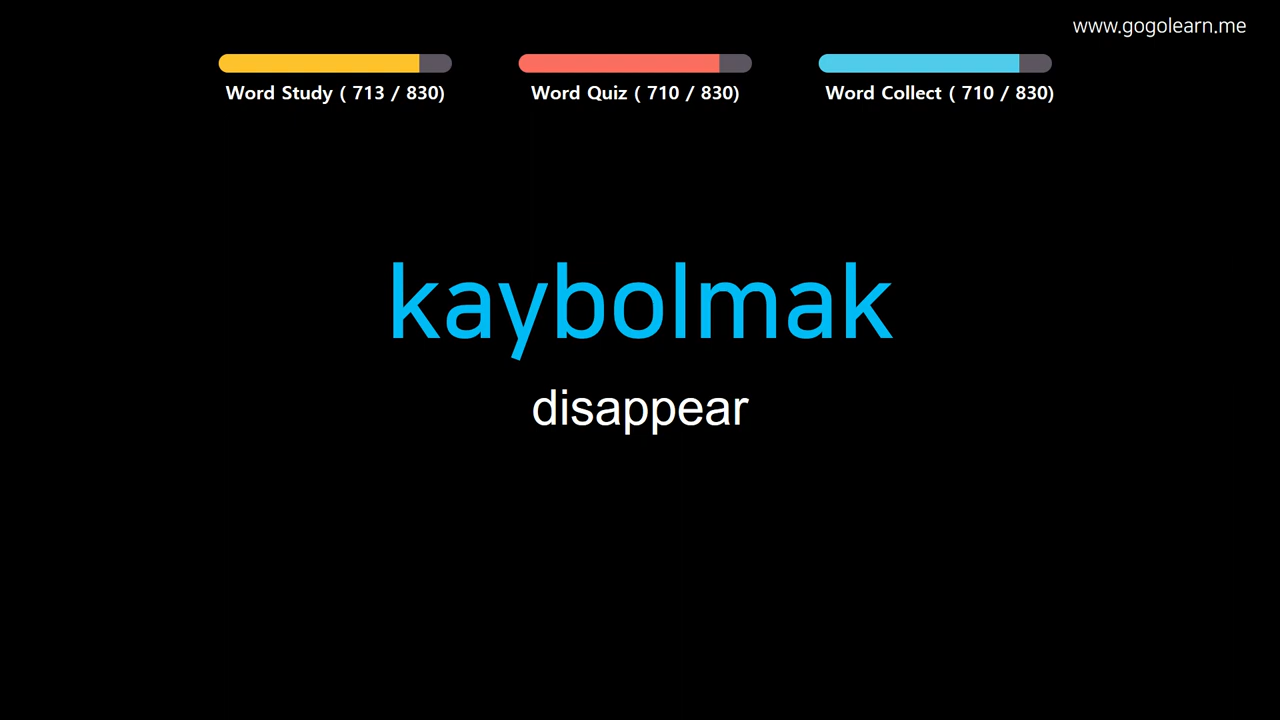 www.gogolearn.me
Word Study ( 713 / 830)
Word Quiz ( 710 / 830)
Word Collect ( 710 / 830)
kaybolmak
disappear